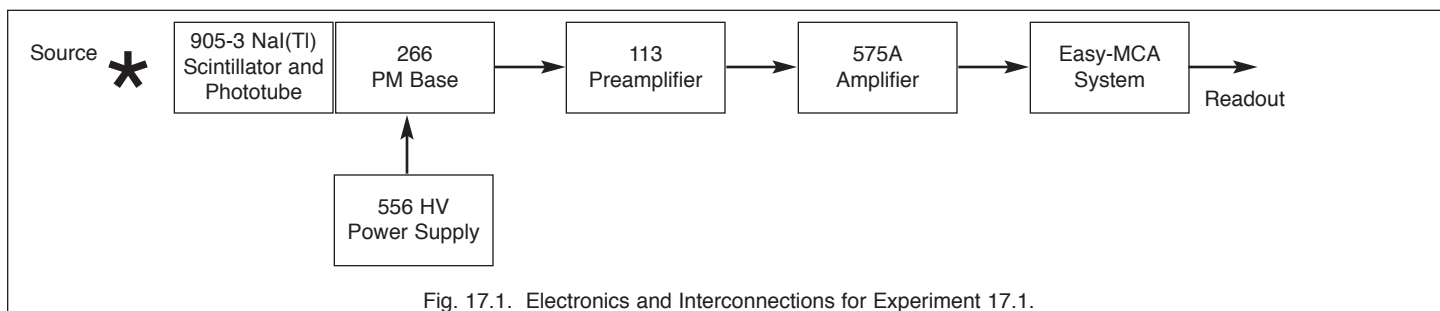 Source
*
905-3 NaI(Tl)
Scintillator and
Phototube
266
PM Base
113
Preamplifier
575A
Amplifier
Easy-MCA
System
Readout
556 HV
Power Supply
Fig. 17.1. Electronics and Interconnections for Experiment 17.1.